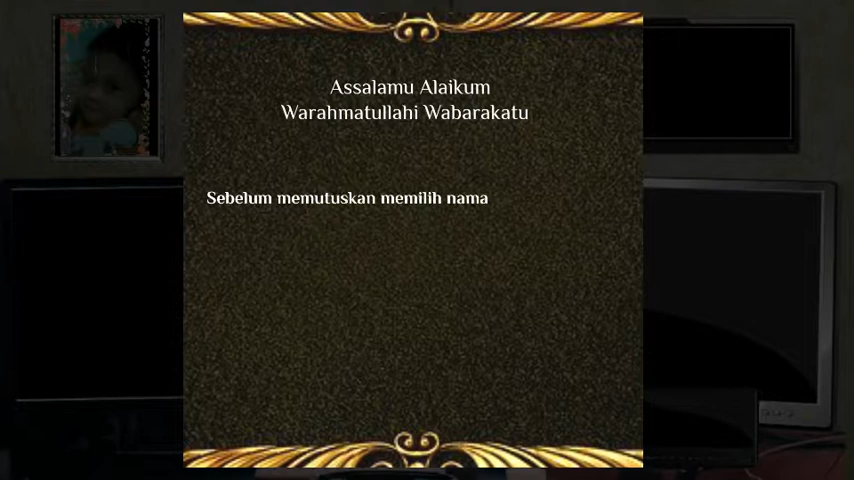 Assalamu Alaikum
Warahmatullahi Wabarakatu
Sebelum memutuskan memilih nama